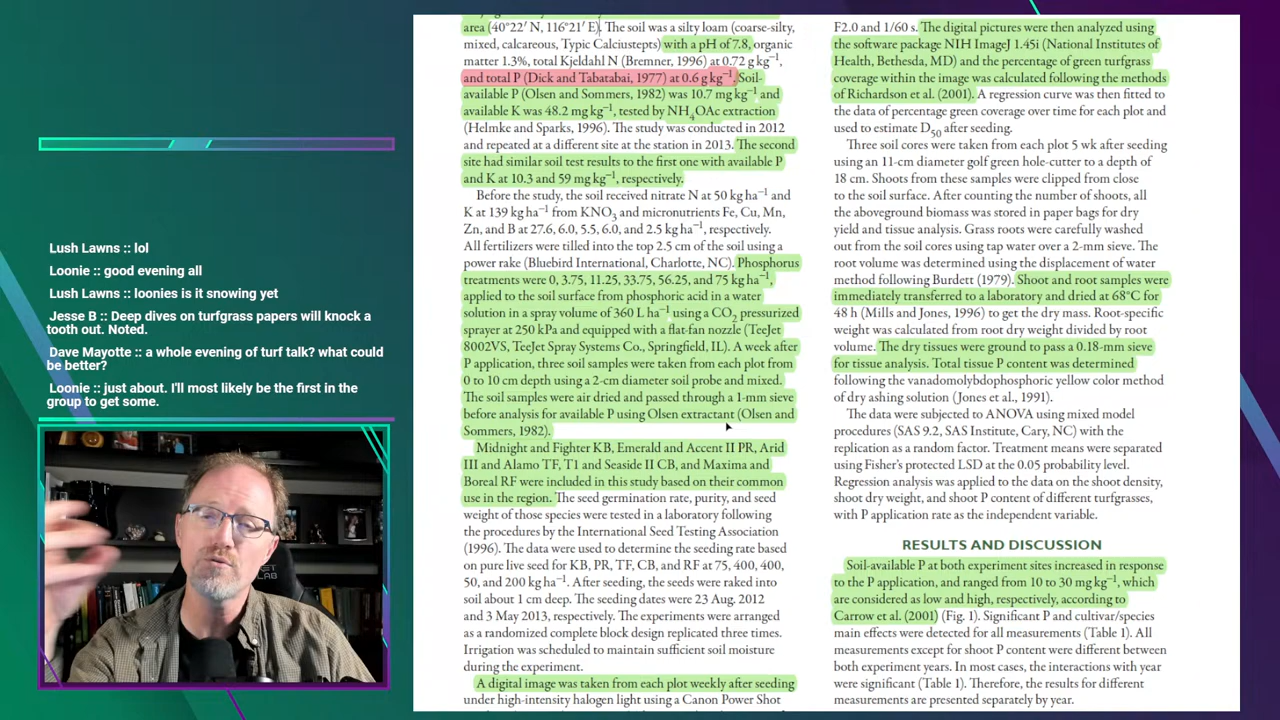 Lush Lawns :: lol
Loonie :: good evening all
Lush Lawns :: loonies is it snowing yet
Jesse B :: Deep dives on turfgrass papers will knock a
tooth out. Noted.
Dave Mayotte :: a whole evening of turf talk? what could
be better?
Loonie :: just about. I'll most likely be the first in the
group to get some.
area (40°22′ N, 116°21′ E). The soil was a silty loam (coarse-silty,
mixed, calcareous, Typic Calciustepts) with a pH of 7.8, organic
matter 1.3%, total Kjeldahl N (Bremner, 1996) at 0.72 g kg⁻¹,
and total P (Dick and Tabatabai, 1977) at 0.6 g kg⁻¹. Soil-
available P (Olsen and Sommers, 1982) was 10.7 mg kg⁻¹ and
available K was 48.2 mg kg⁻¹, tested by NH₄OAc extraction
(Helmke and Sparks, 1996). The study was conducted in 2012
and repeated at a different site at the station in 2013. The second
site had similar soil test results to the first one with available P
and K at 10.3 and 59 mg kg⁻¹, respectively.
Before the study, the soil received nitrate N at 50 kg ha⁻¹ and
K at 139 kg ha⁻¹ from KNO₃ and micronutrients Fe, Cu, Mn,
Zn, and B at 27.6, 6.0, 5.5, 6.0, and 2.5 kg ha⁻¹, respectively.
All fertilizers were tilled into the top 2.5 cm of the soil using a
power rake (Bluebird International, Charlotte, NC). Phosphorus
treatments were 0, 3.75, 11.25, 33.75, 56.25, and 75 kg ha⁻¹,
applied to the soil surface from phosphoric acid in a water
solution in a spray volume of 360 L ha⁻¹ using a CO₂ pressurized
sprayer at 250 kPa and equipped with a flat-fan nozzle (TeeJet
8002VS, TeeJet Spray Systems Co., Springfield, IL). A week after
P application, three soil samples were taken from each plot from
0 to 10 cm depth using a 2-cm diameter soil probe and mixed.
The soil samples were air dried and passed through a 1-mm sieve
before analysis for available P using Olsen extractant (Olsen and
Sommers, 1982).
Midnight and Fighter KB, Emerald and Accent II PR, Arid
III and Alamo TF, T1 and Seaside II CB, and Maxima and
Boreal RF were included in this study based on their common
use in the region. The seed germination rate, purity, and seed
weight of those species were tested in a laboratory following
the procedures by the International Seed Testing Association
(1996). The data were used to determine the seeding rate based
on pure live seed for KB, PR, TF, CB, and RF at 75, 400, 400,
50, and 200 kg ha⁻¹. After seeding, the seeds were raked into
soil about 1 cm deep. The seeding dates were 23 Aug. 2012
and 3 May 2013, respectively. The experiments were arranged
as a randomized complete block design replicated three times.
Irrigation was scheduled to maintain sufficient soil moisture
during the experiment.
A digital image was taken from each plot weekly after seeding
under high-intensity halogen light using a Canon Power Shot
F2.0 and 1/60 s. The digital pictures were then analyzed using
the software package NIH ImageJ 1.45i (National Institutes of
Health, Bethesda, MD) and the percentage of green turfgrass
coverage within the image was calculated following the methods
of Richardson et al. (2001). A regression curve was then fitted to
the data of percentage green coverage over time for each plot and
used to estimate D₅₀ after seeding.
Three soil cores were taken from each plot 5 wk after seeding
using an 11-cm diameter golf green hole-cutter to a depth of
18 cm. Shoots from these samples were clipped from close
to the soil surface. After counting the number of shoots, all
the aboveground biomass was stored in paper bags for dry
yield and tissue analysis. Grass roots were carefully washed
out from the soil cores using tap water over a 2-mm sieve. The
root volume was determined using the displacement of water
method following Burdett (1979). Shoot and root samples were
immediately transferred to a laboratory and dried at 68°C for
48 h (Mills and Jones, 1996) to get the dry mass. Root-specific
weight was calculated from root dry weight divided by root
volume. The dry tissues were ground to pass a 0.18-mm sieve
for tissue analysis. Total tissue P content was determined
following the vanadomolybdophosphoric yellow color method
of dry ashing solution (Jones et al., 1991).
The data were subjected to ANOVA using mixed model
procedures (SAS 9.2, SAS Institute, Cary, NC) with the
replication as a random factor. Treatment means were separated
using Fisher's protected LSD at the 0.05 probability level.
Regression analysis was applied to the data on the shoot density,
shoot dry weight, and shoot P content of different turfgrasses,
with P application rate as the independent variable.
RESULTS AND DISCUSSION
Soil-available P at both experiment sites increased in response
to the P application, and ranged from 10 to 30 mg kg⁻¹, which
are considered as low and high, respectively, according to
Carrow et al. (2001) (Fig. 1). Significant P and cultivar/species
main effects were detected for all measurements (Table 1). All
measurements except for shoot P content were different between
both experiment years. In most cases, the interactions with year
were significant (Table 1). Therefore, the results for different
measurements are presented separately by year.